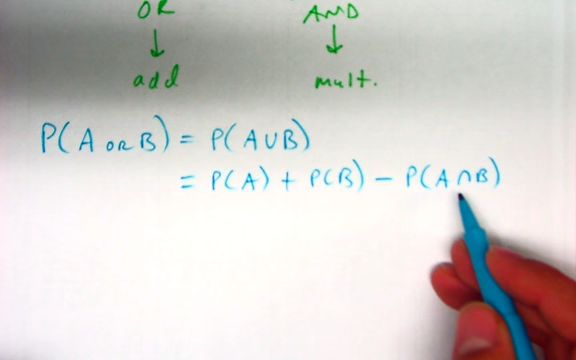 OR AND
↓ ↓
add mult.
P(A OR B) = P(A∪B)
= P(A) + P(B) − P(A∩B)